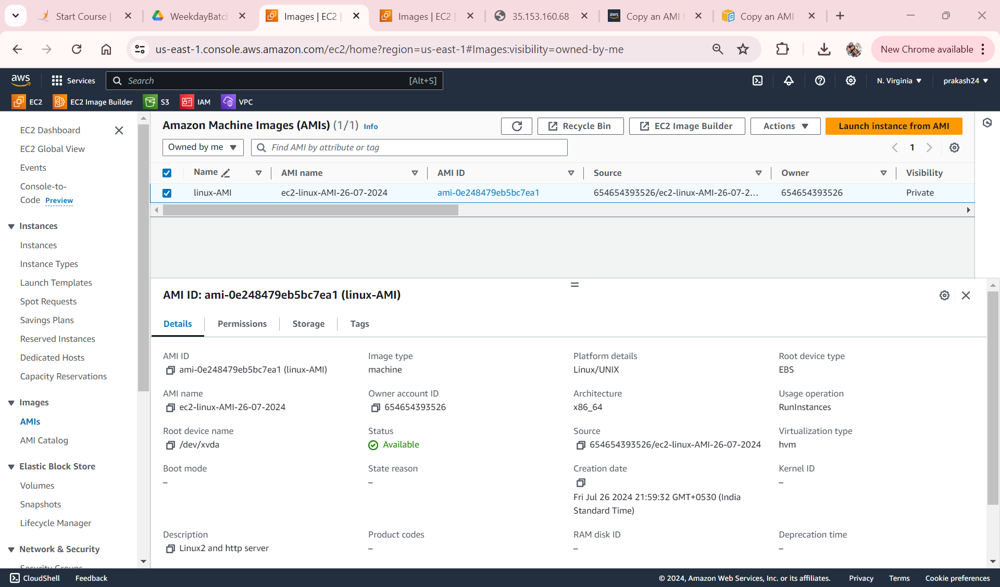 Start Course |
WeekdayBatch
Images | EC2 |
Images | EC2 |
35.153.160.68
Copy an AMI f
Copy an AMI -
us-east-1.console.aws.amazon.com/ec2/home?region=us-east-1#Images:visibility=owned-by-me
New Chrome available
aws
Services
Search
[Alt+S]
N. Virginia
prakash24
EC2
EC2 Image Builder
S3
IAM
VPC
EC2 Dashboard
EC2 Global View
Events
Console-to-
Code Preview
Instances
Instances
Instance Types
Launch Templates
Spot Requests
Savings Plans
Reserved Instances
Dedicated Hosts
Capacity Reservations
Images
AMIs
AMI Catalog
Elastic Block Store
Volumes
Snapshots
Lifecycle Manager
Network & Security
Security Groups
Amazon Machine Images (AMIs) (1/1) Info
Recycle Bin
EC2 Image Builder
Actions
Launch instance from AMI
Owned by me
Find AMI by attribute or tag
1
Name
AMI name
AMI ID
Source
Owner
Visibility
linux-AMI
ec2-linux-AMI-26-07-2024
ami-0e248479eb5bc7ea1
654654393526/ec2-linux-AMI-26-07-2...
654654393526
Private
AMI ID: ami-0e248479eb5bc7ea1 (linux-AMI)
Details
Permissions
Storage
Tags
AMI ID
ami-0e248479eb5bc7ea1 (linux-AMI)
Image type
machine
Platform details
Linux/UNIX
Root device type
EBS
AMI name
ec2-linux-AMI-26-07-2024
Owner account ID
654654393526
Architecture
x86_64
Usage operation
RunInstances
Root device name
/dev/xvda
Status
Available
Source
654654393526/ec2-linux-AMI-26-07-2024
Virtualization type
hvm
Boot mode
–
State reason
–
Creation date
Fri Jul 26 2024 21:59:32 GMT+0530 (India
Standard Time)
Kernel ID
–
Description
Linux2 and http server
Product codes
–
RAM disk ID
–
Deprecation time
–
CloudShell
Feedback
© 2024, Amazon Web Services, Inc. or its affiliates.
Privacy
Terms
Cookie preferences